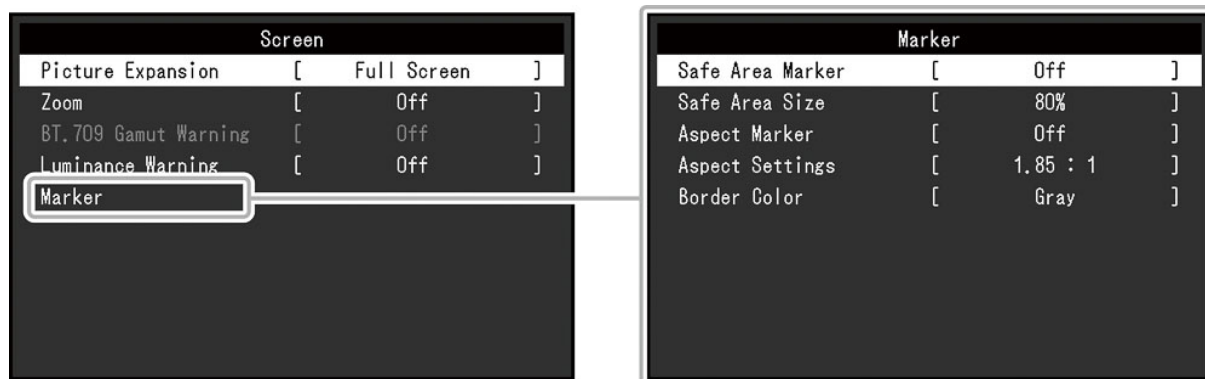 Screen
Picture Expansion [ Full Screen ]
Zoom [ Off ]
BT.709 Gamut Warning [ Off ]
Luminance Warning [ Off ]
Marker
Marker
Safe Area Marker [ Off ]
Safe Area Size [ 80% ]
Aspect Marker [ Off ]
Aspect Settings [ 1.85 : 1 ]
Border Color [ Gray ]